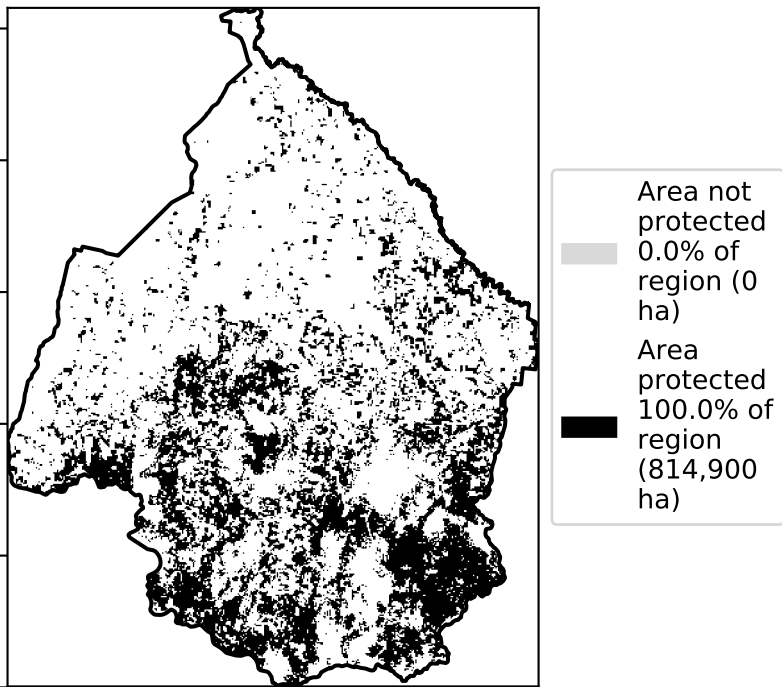 Area not
protected
0.0% of
region (0
ha)
Area
protected
100.0% of
region
(814,900
ha)